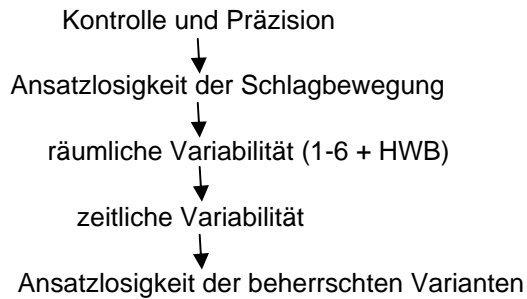 Kontrolle und Präzision
Ansatzlosigkeit der Schlagbewegung
räumliche Variabilität (1-6 + HWB)
zeitliche Variabilität
Ansatzlosigkeit der beherrschten Varianten